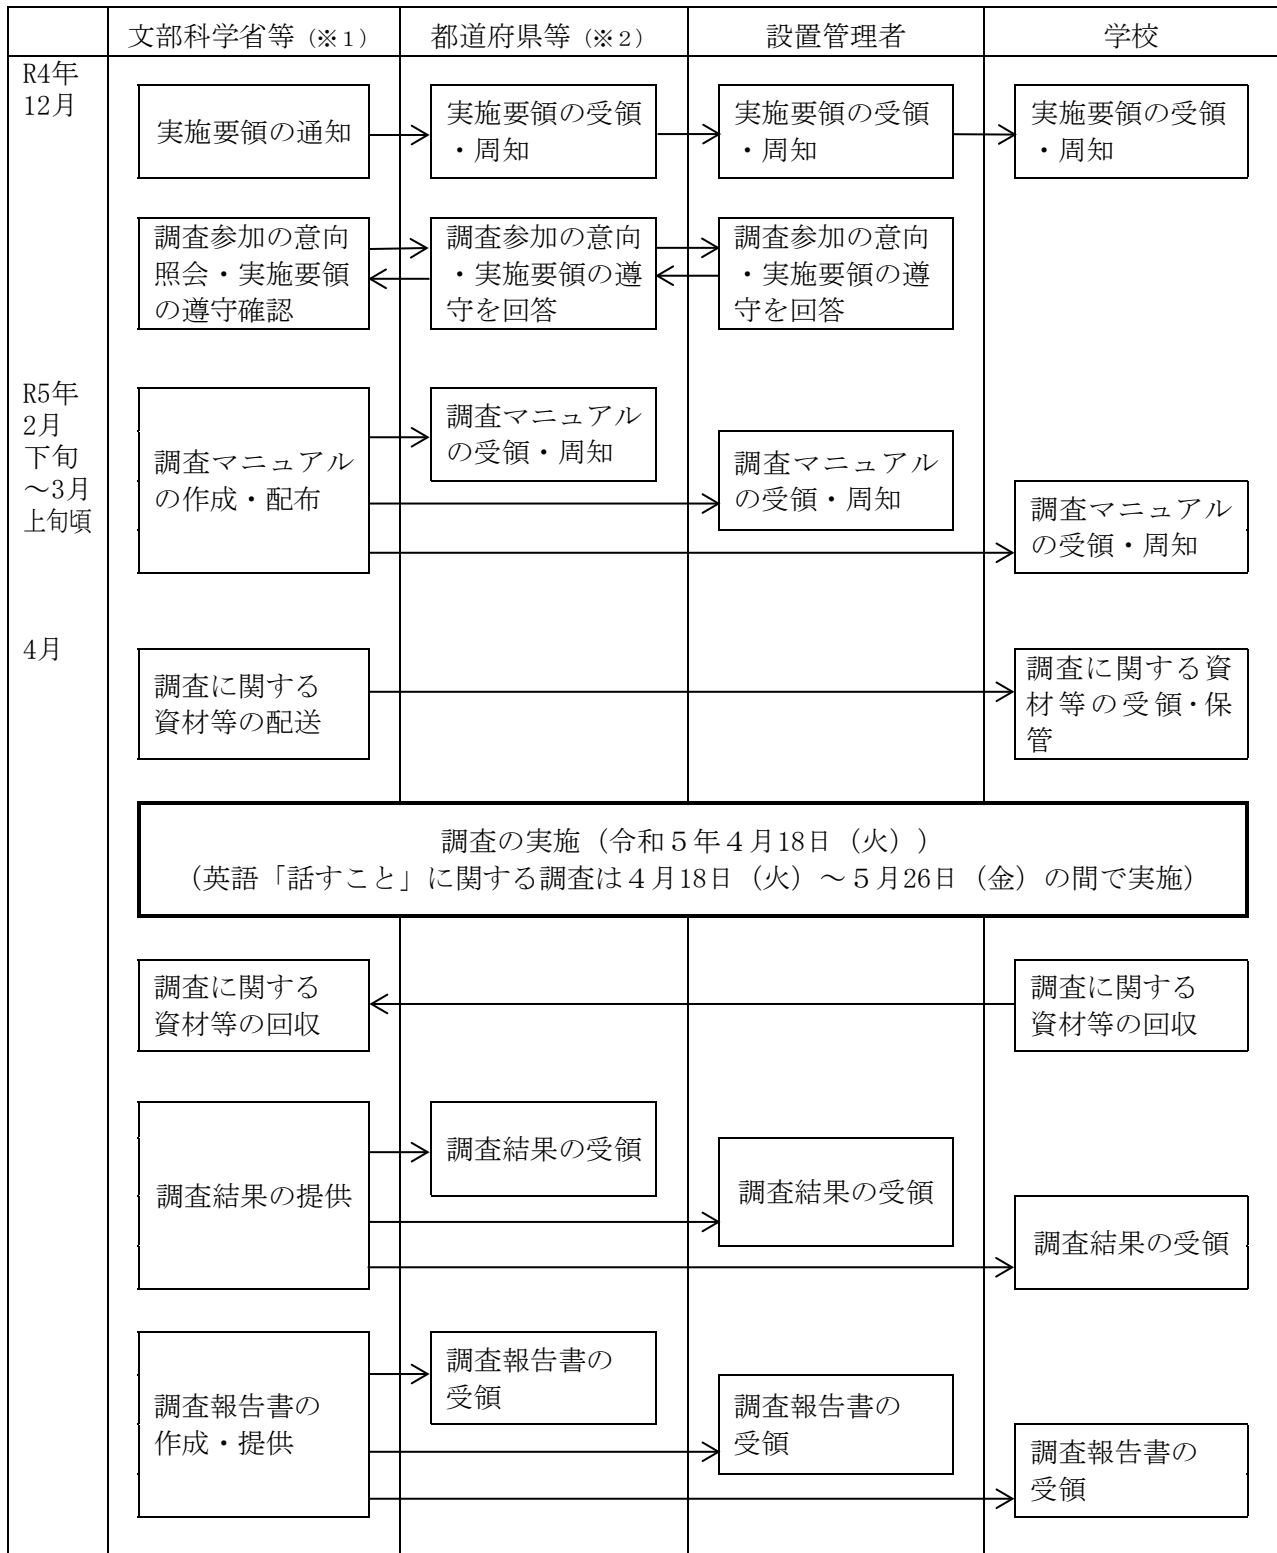 文部科学省等（※１）
都道府県等（※２）
設置管理者
学校
R4年
12月
実施要領の通知
実施要領の受領
・周知
実施要領の受領
・周知
実施要領の受領
・周知
調査参加の意向
照会・実施要領
の遵守確認
調査参加の意向
・実施要領の遵
守を回答
調査参加の意向
・実施要領の遵
守を回答
R5年
2月
下旬
～3月
上旬頃
調査マニュアル
の作成・配布
調査マニュアル
の受領・周知
調査マニュアル
の受領・周知
調査マニュアル
の受領・周知
4月
調査に関する
資材等の配送
調査に関する資
材等の受領・保
管
調査の実施（令和５年４月18日（火））
（英語「話すこと」に関する調査は４月18日（火）～５月26日（金）の間で実施）
調査に関する
資材等の回収
調査に関する
資材等の回収
調査結果の提供
調査結果の受領
調査結果の受領
調査結果の受領
調査報告書の
作成・提供
調査報告書の
受領
調査報告書の
受領
調査報告書の
受領